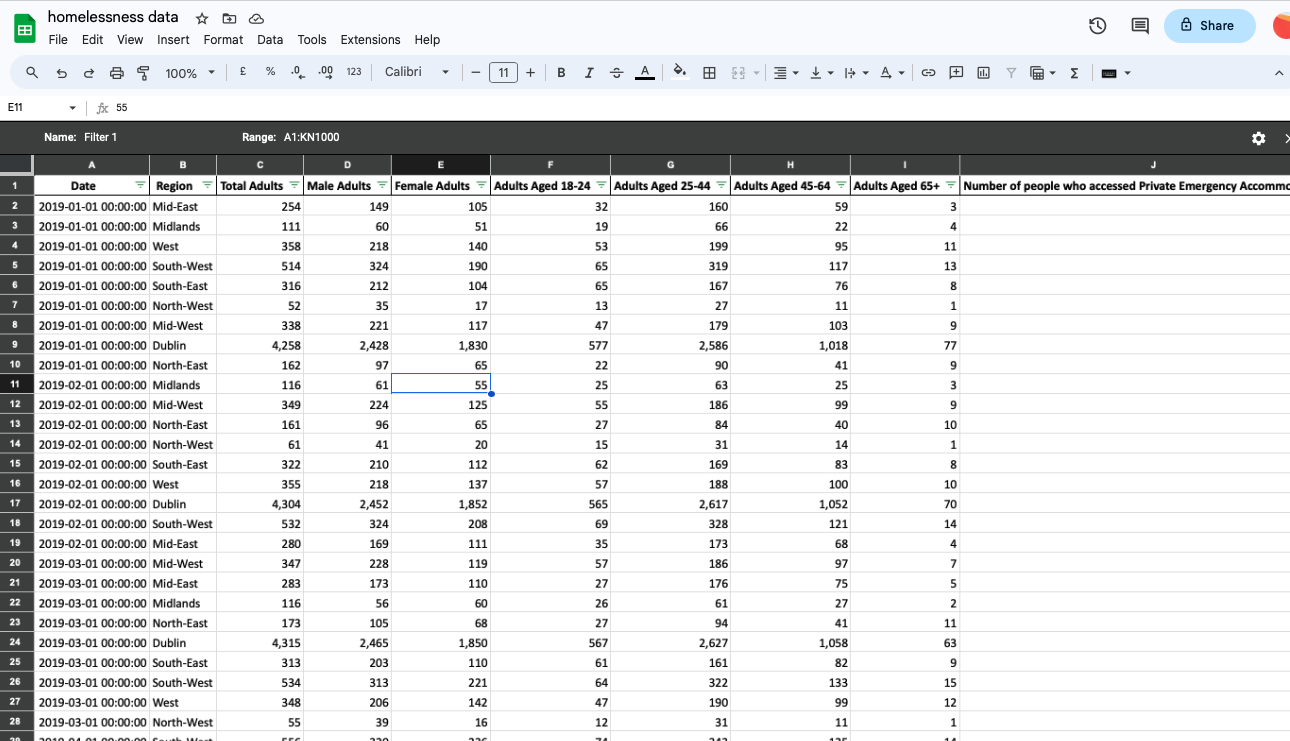 homelessness data
File Edit View Insert Format Data Tools Extensions Help
Share
100% £ % .0 .00 123 Calibri 11 B I A
E11 fx 55
Name: Filter 1 Range: A1:KN1000
A B C D E F G H I J
1 Date Region Total Adults Male Adults Female Adults Adults Aged 18-24 Adults Aged 25-44 Adults Aged 45-64 Adults Aged 65+ Number of people who accessed Private Emergency Accommo
2 2019-01-01 00:00:00 Mid-East 254 149 105 32 160 59 3
3 2019-01-01 00:00:00 Midlands 111 60 51 19 66 22 4
4 2019-01-01 00:00:00 West 358 218 140 53 199 95 11
5 2019-01-01 00:00:00 South-West 514 324 190 65 319 117 13
6 2019-01-01 00:00:00 South-East 316 212 104 65 167 76 8
7 2019-01-01 00:00:00 North-West 52 35 17 13 27 11 1
8 2019-01-01 00:00:00 Mid-West 338 221 117 47 179 103 9
9 2019-01-01 00:00:00 Dublin 4,258 2,428 1,830 577 2,586 1,018 77
10 2019-01-01 00:00:00 North-East 162 97 65 22 90 41 9
11 2019-02-01 00:00:00 Midlands 116 61 55 25 63 25 3
12 2019-02-01 00:00:00 Mid-West 349 224 125 55 186 99 9
13 2019-02-01 00:00:00 North-East 161 96 65 27 84 40 10
14 2019-02-01 00:00:00 North-West 61 41 20 15 31 14 1
15 2019-02-01 00:00:00 South-East 322 210 112 62 169 83 8
16 2019-02-01 00:00:00 West 355 218 137 57 188 100 10
17 2019-02-01 00:00:00 Dublin 4,304 2,452 1,852 565 2,617 1,052 70
18 2019-02-01 00:00:00 South-West 532 324 208 69 328 121 14
19 2019-02-01 00:00:00 Mid-East 280 169 111 35 173 68 4
20 2019-03-01 00:00:00 Mid-West 347 228 119 57 186 97 7
21 2019-03-01 00:00:00 Mid-East 283 173 110 27 176 75 5
22 2019-03-01 00:00:00 Midlands 116 56 60 26 61 27 2
23 2019-03-01 00:00:00 North-East 173 105 68 27 94 41 11
24 2019-03-01 00:00:00 Dublin 4,315 2,465 1,850 567 2,627 1,058 63
25 2019-03-01 00:00:00 South-East 313 203 110 61 161 82 9
26 2019-03-01 00:00:00 South-West 534 313 221 64 322 133 15
27 2019-03-01 00:00:00 West 348 206 142 47 190 99 12
28 2019-03-01 00:00:00 North-West 55 39 16 12 31 11 1